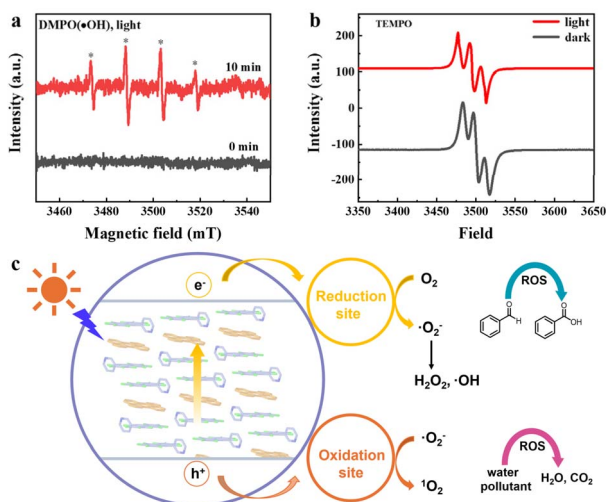 a
DMPO(•OH), light
* * * *
10 min
0 min
Intensity (a.u.)
3460 3480 3500 3520 3540
Magnetic field (mT)
b
TEMPO
light
dark
200
100
0
-100
-200
Intensity (a.u.)
3350 3400 3450 3500 3550 3600 3650
Field
c
e-
Reduction
site
O2
·O2-
H2O2, ·OH
ROS
O
H
O
OH
h+
Oxidation
site
·O2-
1O2
ROS
water
pollutant
H2O, CO2